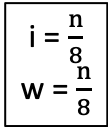 i = n/8
w = n/8